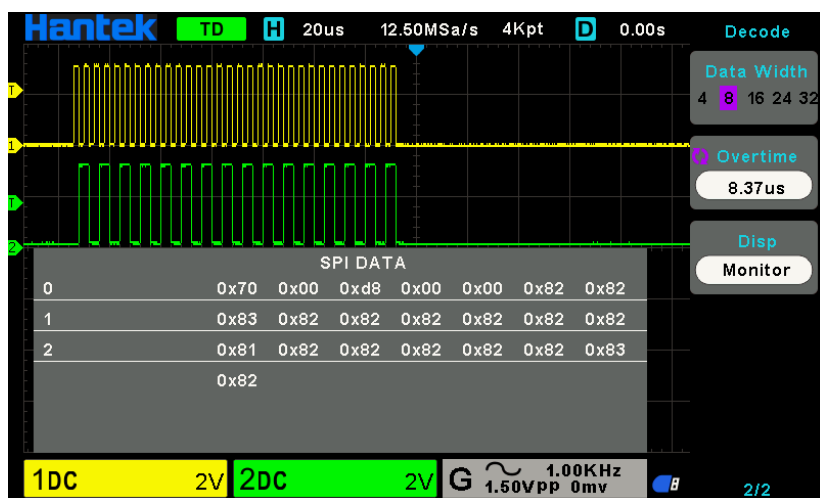 Hantek TD H 20us 12.50MSa/s 4Kpt D 0.00s Decode
Data Width
4 8 16 24 32
T
1
Overtime
8.37us
T
2
Disp
Monitor
SPI DATA
0 0x70 0x00 0xd8 0x00 0x00 0x82 0x82
1 0x83 0x82 0x82 0x82 0x82 0x82 0x82
2 0x81 0x82 0x82 0x82 0x82 0x82 0x83
0x82
1DC 2V 2DC 2V G 1.00KHz
1.50Vpp 0mv
2/2